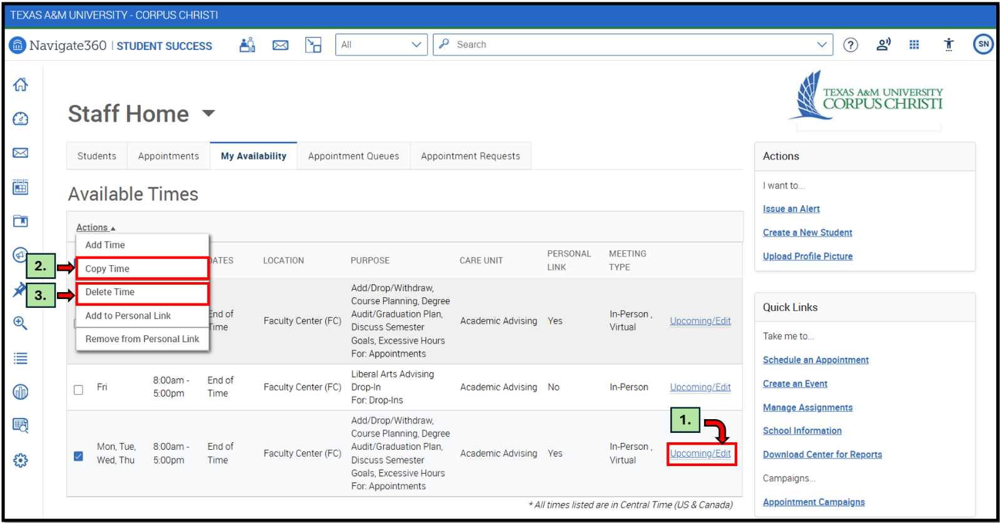 TEXAS A&M UNIVERSITY - CORPUS CHRISTI
Navigate360 | STUDENT SUCCESS
All
Search
?
SN
TEXAS A&M UNIVERSITY
CORPUS CHRISTI
Staff Home
Students
Appointments
My Availability
Appointment Queues
Appointment Requests
Available Times
Actions
Add Time
2.
Copy Time
3.
Delete Time
Add to Personal Link
Remove from Personal Link
DATES
LOCATION
PURPOSE
CARE UNIT
PERSONAL
LINK
MEETING
TYPE
End of
Time
Faculty Center (FC)
Add/Drop/Withdraw,
Course Planning, Degree
Audit/Graduation Plan,
Discuss Semester
Goals, Excessive Hours
For: Appointments
Academic Advising
Yes
In-Person ,
Virtual
Upcoming/Edit
Fri
8:00am -
5:00pm
End of
Time
Faculty Center (FC)
Liberal Arts Advising
Drop-In
For: Drop-Ins
Academic Advising
No
In-Person
Upcoming/Edit
1.
Mon, Tue,
Wed, Thu
8:00am -
5:00pm
End of
Time
Faculty Center (FC)
Add/Drop/Withdraw,
Course Planning, Degree
Audit/Graduation Plan,
Discuss Semester
Goals, Excessive Hours
For: Appointments
Academic Advising
Yes
In-Person ,
Virtual
Upcoming/Edit
* All times listed are in Central Time (US & Canada)
Actions
I want to...
Issue an Alert
Create a New Student
Upload Profile Picture
Quick Links
Take me to...
Schedule an Appointment
Create an Event
Manage Assignments
School Information
Download Center for Reports
Campaigns...
Appointment Campaigns